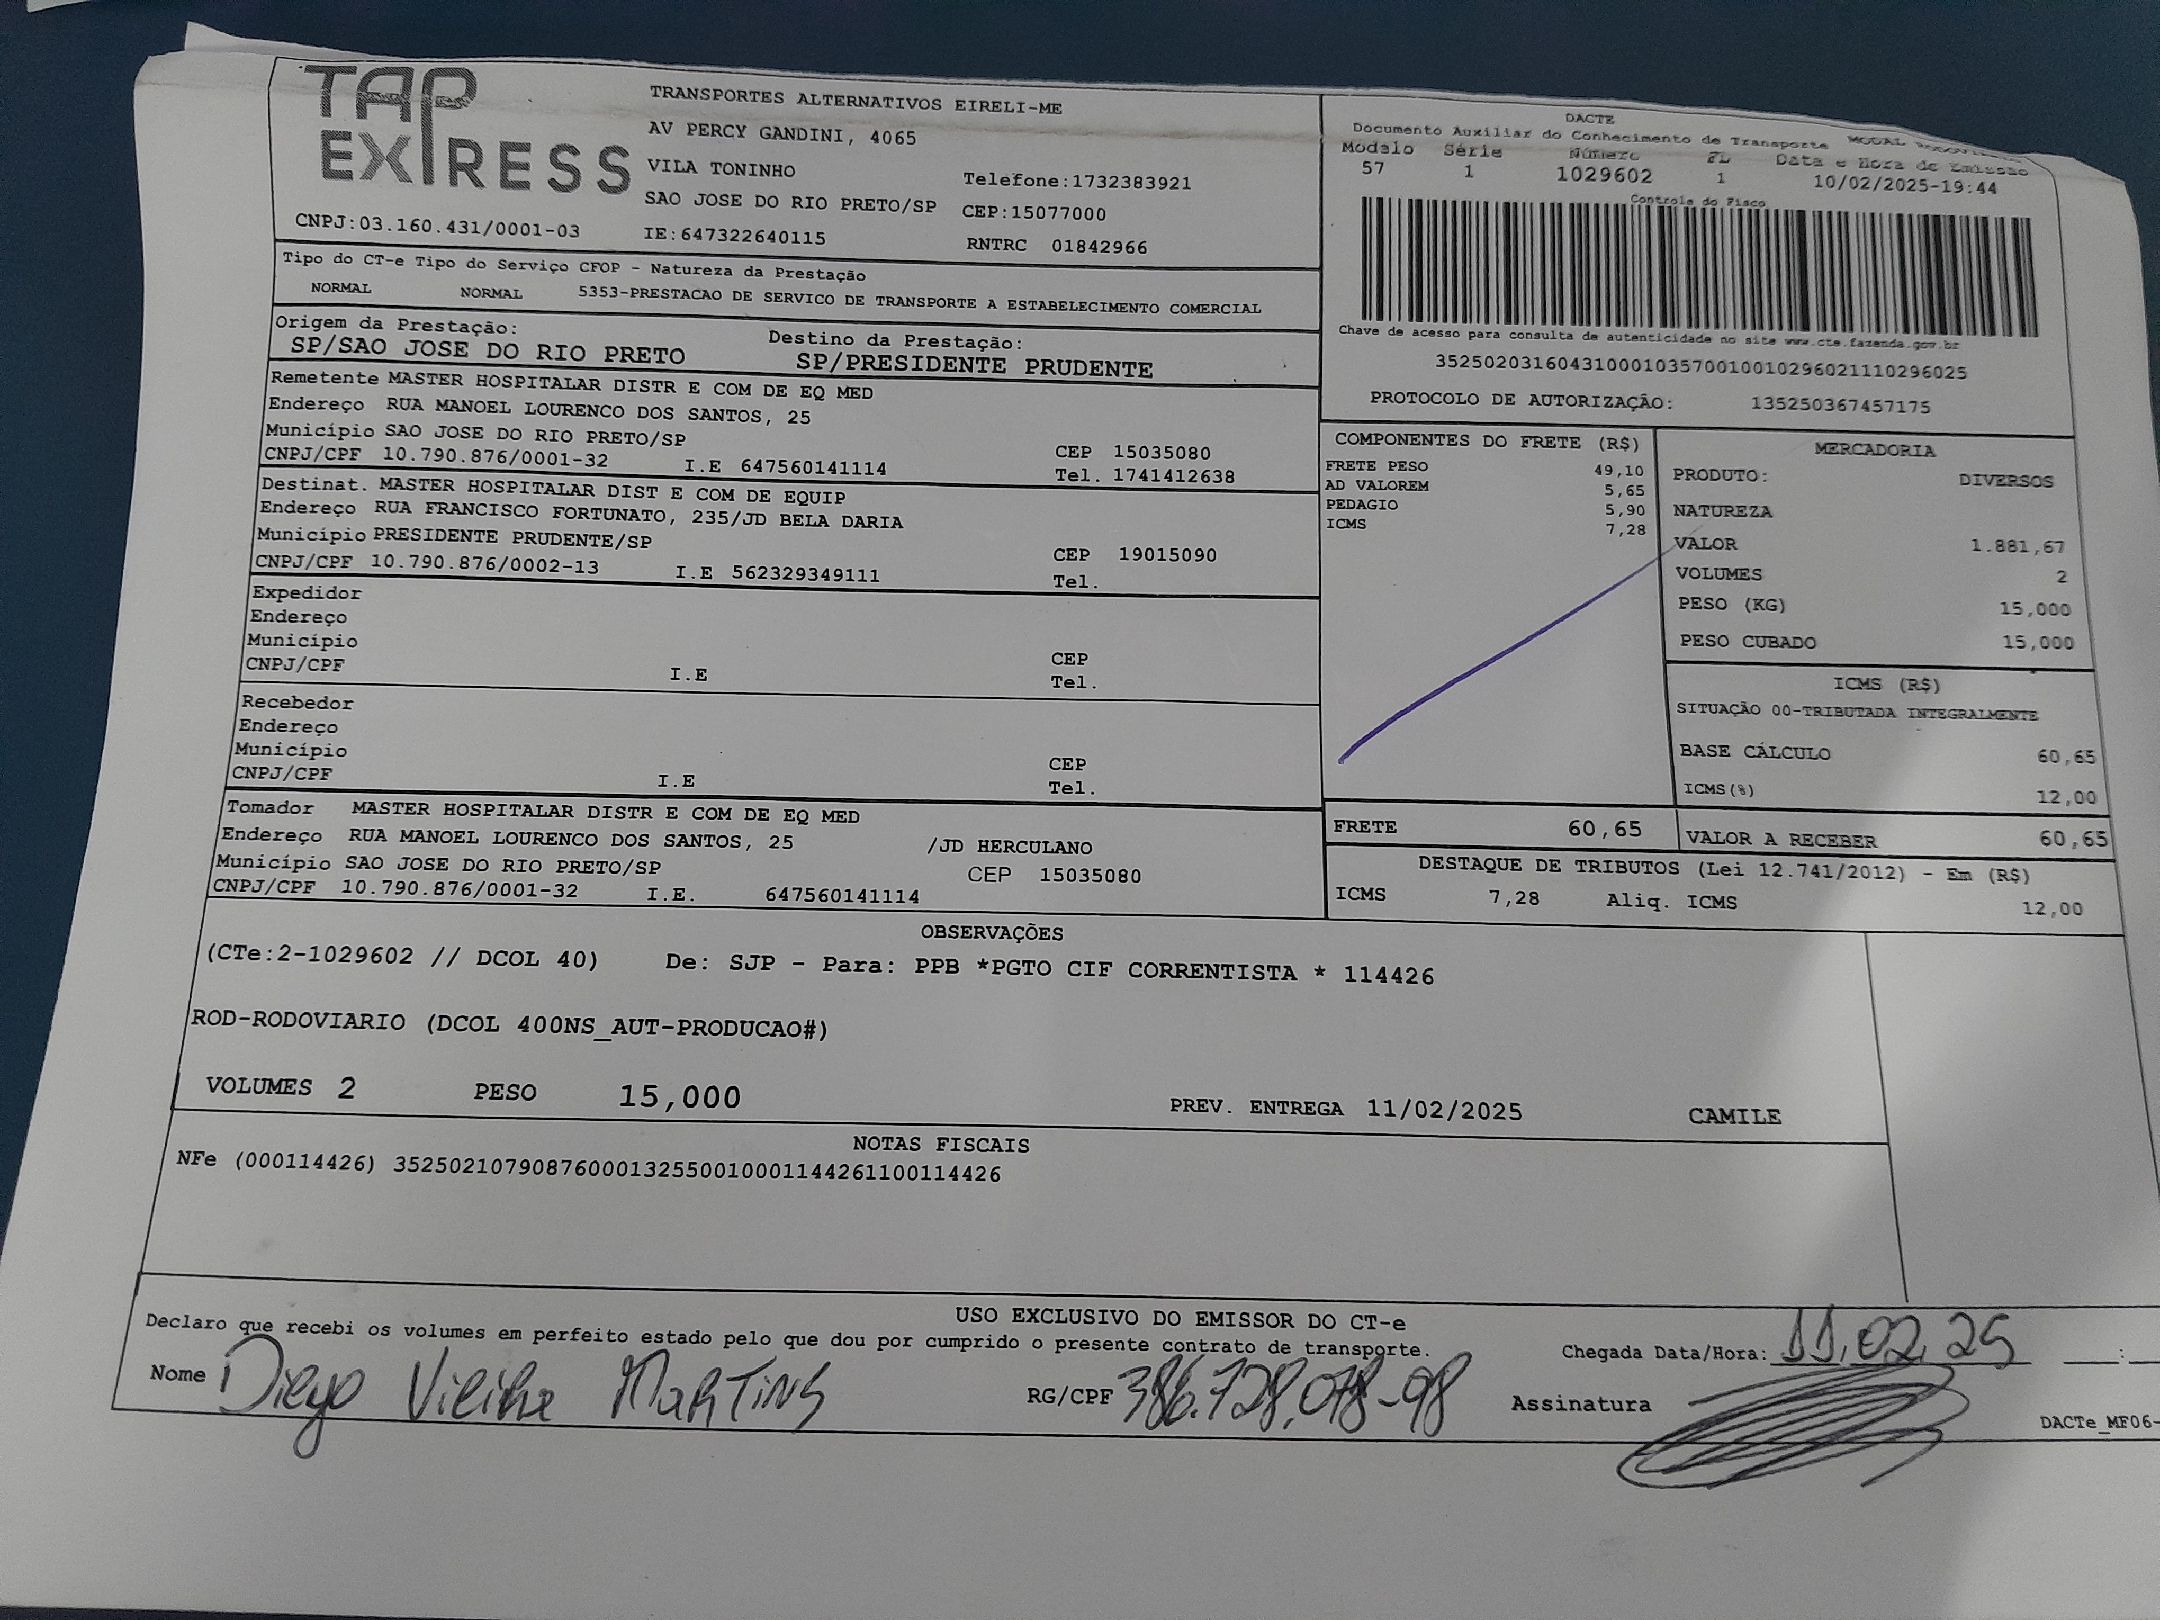 TAP EXPRESS
TRANSPORTES ALTERNATIVOS EIRELI-ME
AV PERCY GANDINI, 4065
VILA TONINHO Telefone:1732383921
SAO JOSE DO RIO PRETO/SP CEP:15077000
CNPJ:03.160.431/0001-03 IE:647322640115 RNTRC 01842966
DACTE
Documento Auxiliar do Conhecimento de Transporte MODAL
Modelo Série Número FL Data e Hora de Emissão
57 1 1029602 1 10/02/2025-19:44
Controle do Fisco
Chave de acesso para consulta de autenticidade no site www.cte.fazenda.gov.br
35250203160431000103570010010296021110296025
PROTOCOLO DE AUTORIZAÇÃO: 135250367457175
Tipo do CT-e Tipo do Serviço CFOP - Natureza da Prestação
NORMAL NORMAL 5353-PRESTACAO DE SERVICO DE TRANSPORTE A ESTABELECIMENTO COMERCIAL
Origem da Prestação: Destino da Prestação:
SP/SAO JOSE DO RIO PRETO SP/PRESIDENTE PRUDENTE
Remetente MASTER HOSPITALAR DISTR E COM DE EQ MED
Endereço RUA MANOEL LOURENCO DOS SANTOS, 25
Município SAO JOSE DO RIO PRETO/SP CEP 15035080
CNPJ/CPF 10.790.876/0001-32 I.E 647560141114 Tel. 1741412638
Destinat. MASTER HOSPITALAR DIST E COM DE EQUIP
Endereço RUA FRANCISCO FORTUNATO, 235/JD BELA DARIA
Município PRESIDENTE PRUDENTE/SP CEP 19015090
CNPJ/CPF 10.790.876/0002-13 I.E 562329349111 Tel.
Expedidor
Endereço
Município CEP
CNPJ/CPF I.E Tel.
Recebedor
Endereço
Município CEP
CNPJ/CPF I.E Tel.
Tomador MASTER HOSPITALAR DISTR E COM DE EQ MED
Endereço RUA MANOEL LOURENCO DOS SANTOS, 25 /JD HERCULANO
Município SAO JOSE DO RIO PRETO/SP CEP 15035080
CNPJ/CPF 10.790.876/0001-32 I.E. 647560141114
COMPONENTES DO FRETE (R$)
FRETE PESO 49,10
AD VALOREM 5,65
PEDAGIO 5,90
ICMS 7,28
MERCADORIA
PRODUTO: DIVERSOS
NATUREZA
VALOR 1.881,67
VOLUMES 2
PESO (KG) 15,000
PESO CUBADO 15,000
ICMS (R$)
SITUAÇÃO 00-TRIBUTADA INTEGRALMENTE
BASE CÁLCULO 60,65
ICMS(%) 12,00
FRETE 60,65 VALOR A RECEBER 60,65
DESTAQUE DE TRIBUTOS (Lei 12.741/2012) - Em (R$)
ICMS 7,28 Aliq. ICMS 12,00
OBSERVAÇÕES
(CTe:2-1029602 // DCOL 40) De: SJP - Para: PPB *PGTO CIF CORRENTISTA * 114426
ROD-RODOVIARIO (DCOL 400NS_AUT-PRODUCAO#)
VOLUMES 2 PESO 15,000 PREV. ENTREGA 11/02/2025 CAMILE
NOTAS FISCAIS
NFe (000114426) 35250210790876000132550010001144261100114426
USO EXCLUSIVO DO EMISSOR DO CT-e
Declaro que recebi os volumes em perfeito estado pelo que dou por cumprido o presente contrato de transporte.
Chegada Data/Hora: 11.02.25 :
Nome Diego Vieira Martins RG/CPF 386.728.078-98 Assinatura
DACTe_MF06-